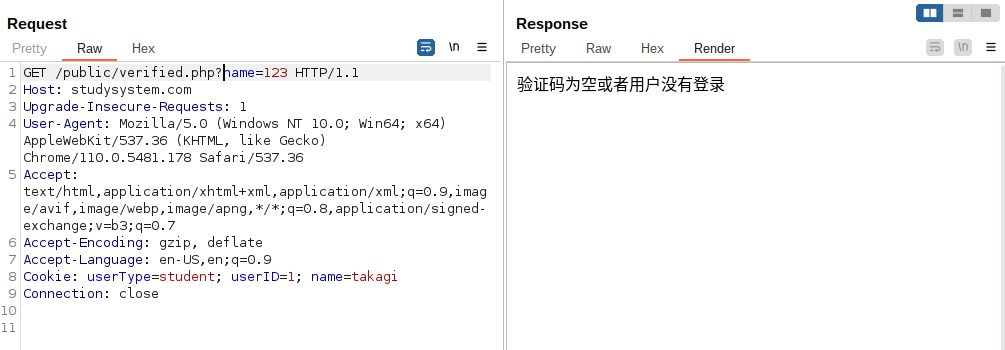 Request
Pretty Raw Hex
\n
1 GET /public/verified.php?name=123 HTTP/1.1
2 Host: studysystem.com
3 Upgrade-Insecure-Requests: 1
4 User-Agent: Mozilla/5.0 (Windows NT 10.0; Win64; x64)
AppleWebKit/537.36 (KHTML, like Gecko)
Chrome/110.0.5481.178 Safari/537.36
5 Accept:
text/html,application/xhtml+xml,application/xml;q=0.9,imag
e/avif,image/webp,image/apng,*/*;q=0.8,application/signed-
exchange;v=b3;q=0.7
6 Accept-Encoding: gzip, deflate
7 Accept-Language: en-US,en;q=0.9
8 Cookie: userType=student; userID=1; name=takagi
9 Connection: close
10
11
Response
Pretty Raw Hex Render
\n
验证码为空或者用户没有登录